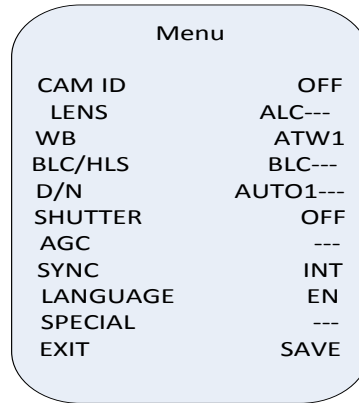 Menu
CAM ID OFF
LENS ALC---
WB ATW1
BLC/HLS BLC---
D/N AUTO1---
SHUTTER OFF
AGC ---
SYNC INT
LANGUAGE EN
SPECIAL ---
EXIT SAVE